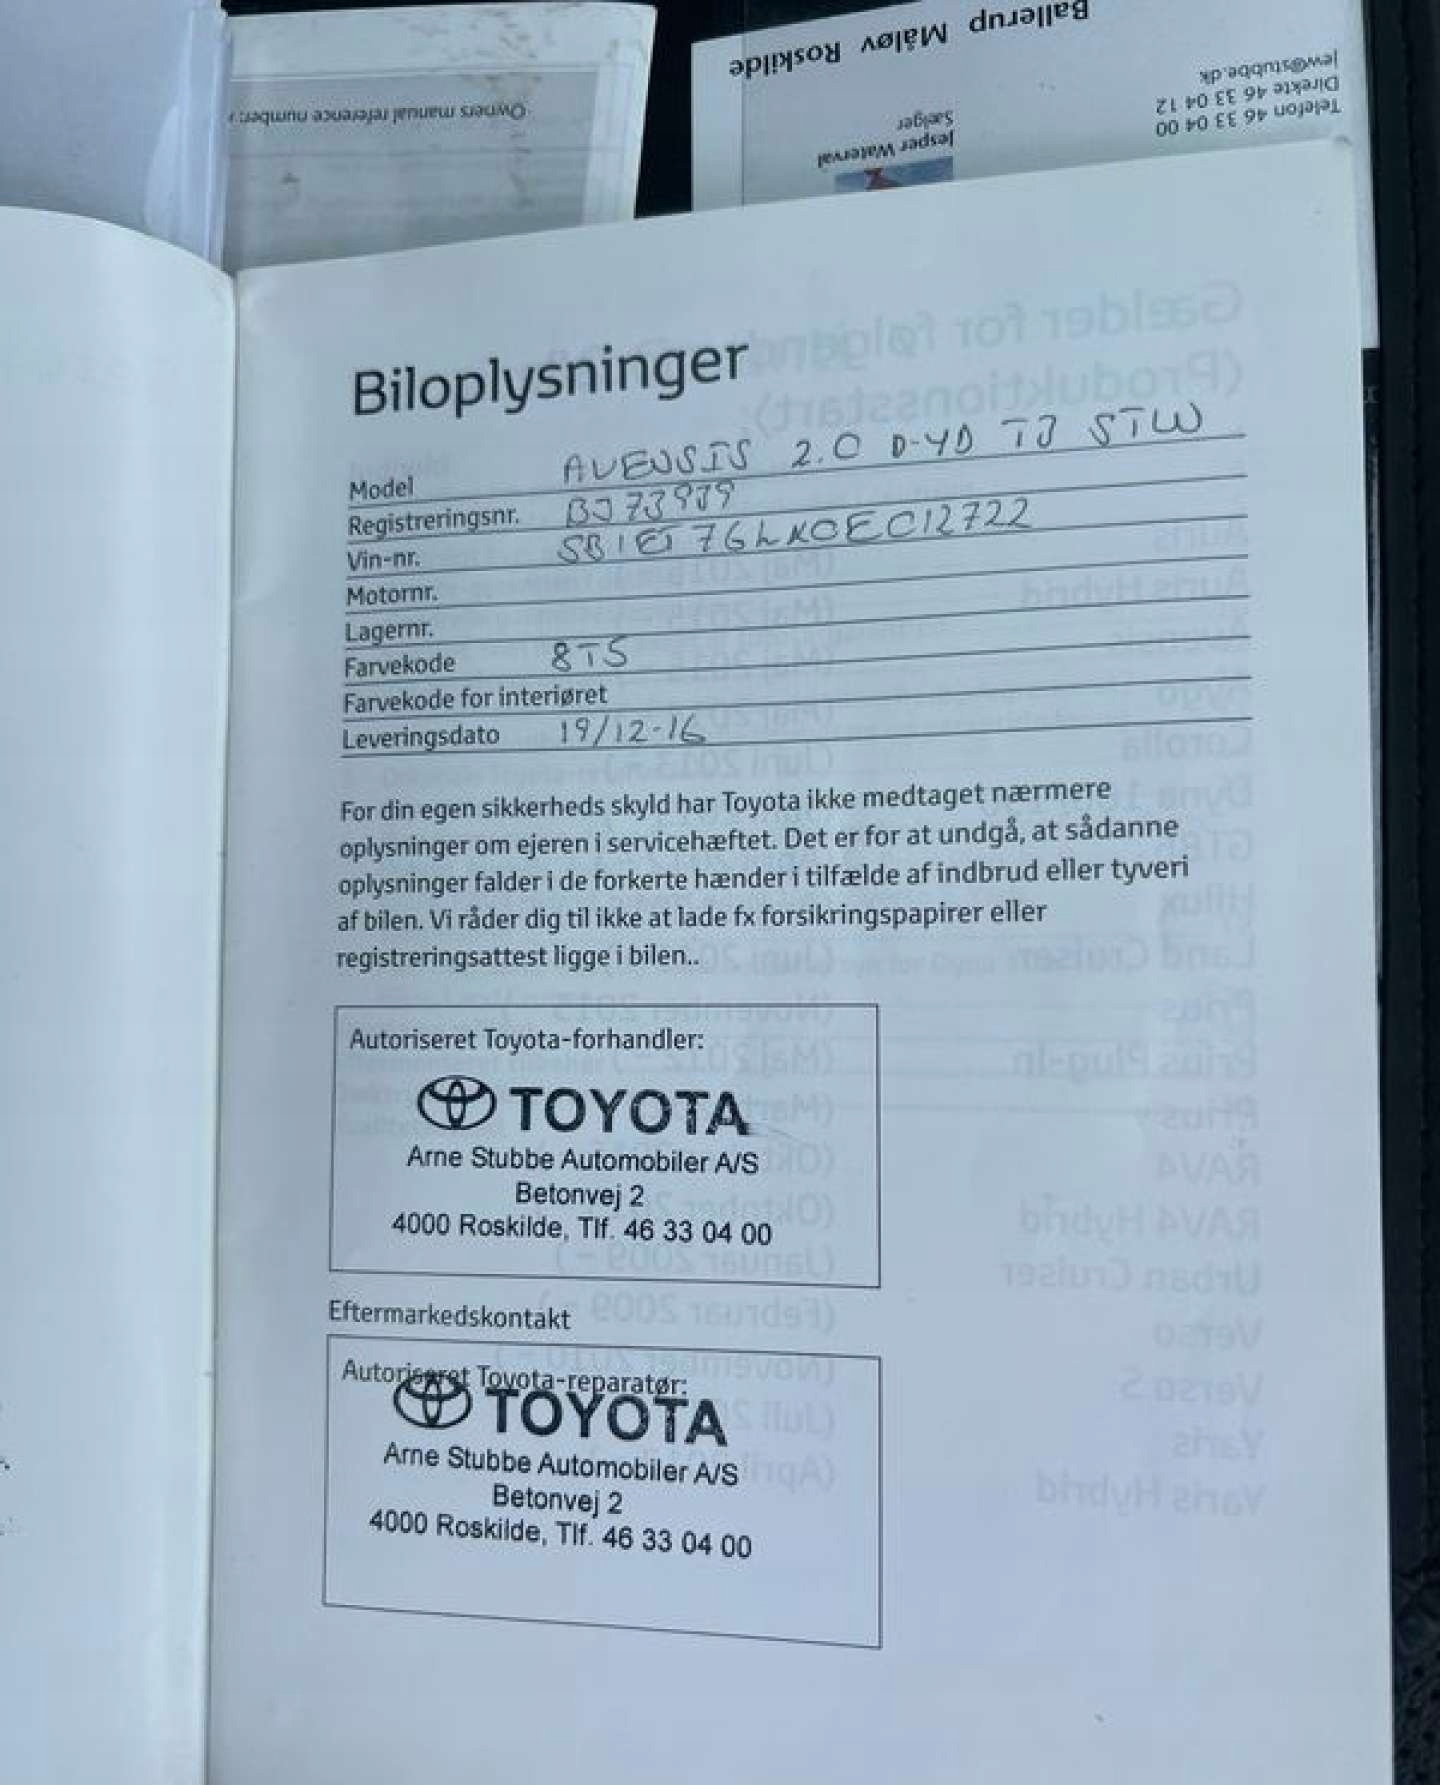 Owners manual reference number:
Ballerup Måløv Roskilde
Jesper Waterval
Sælger
Telefon 46 33 04 00
Direkte 46 33 04 12
jew@stubbe.dk
Biloplysninger
Model AVENSIS 2.0 D-4D T3 STW
Registreringsnr. BJ73939
Vin-nr.
Motornr.
Lagernr.
Farvekode 8T5
Farvekode for interiøret
Leveringsdato 19/12-16
For din egen sikkerheds skyld har Toyota ikke medtaget nærmere
oplysninger om ejeren i servicehæftet. Det er for at undgå, at sådanne
oplysninger falder i de forkerte hænder i tilfælde af indbrud eller tyveri
af bilen. Vi råder dig til ikke at lade fx forsikringspapirer eller
registreringsattest ligge i bilen..
Autoriseret Toyota-forhandler:
TOYOTA
Arne Stubbe Automobiler A/S
Betonvej 2
4000 Roskilde, Tlf. 46 33 04 00
Eftermarkedskontakt
Autoriseret Toyota-reparatør:
TOYOTA
Arne Stubbe Automobiler A/S
Betonvej 2
4000 Roskilde, Tlf. 46 33 04 00